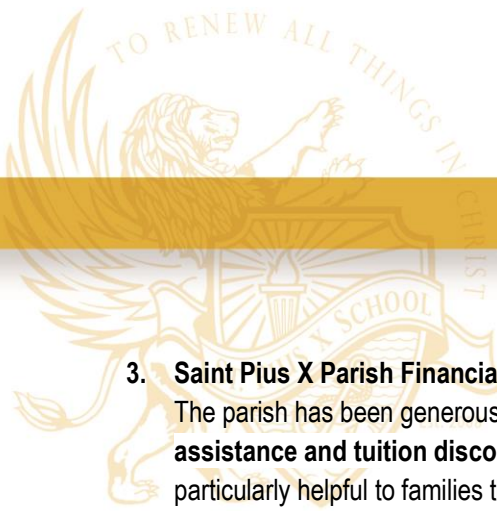 TO RENEW ALL THINGS IN CHRIST
X SCHOOL
3. Saint Pius X Parish Financia
The parish has been generous
assistance and tuition disco
particularly helpful to families t